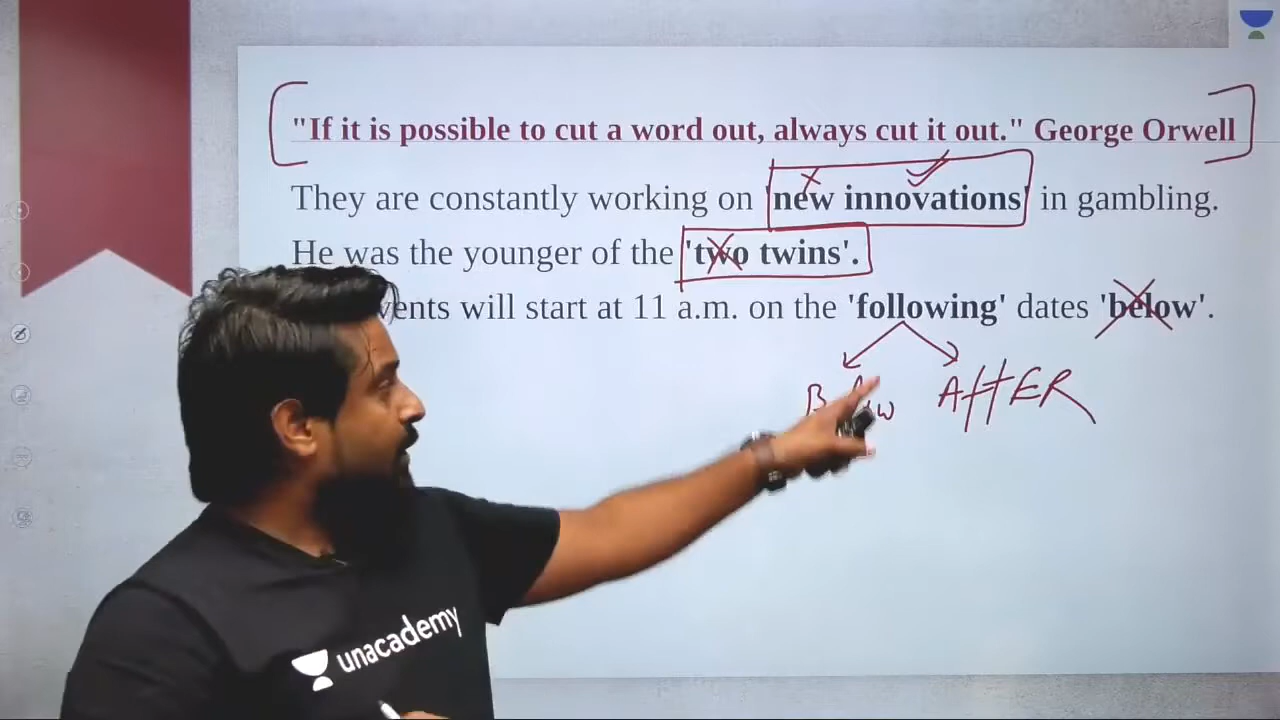 "If it is possible to cut a word out, always cut it out." George Orwell
They are constantly working on 'new innovations' in gambling.
He was the younger of the 'two twins'.
vents will start at 11 a.m. on the 'following' dates 'below'.
AFTER
unacademy